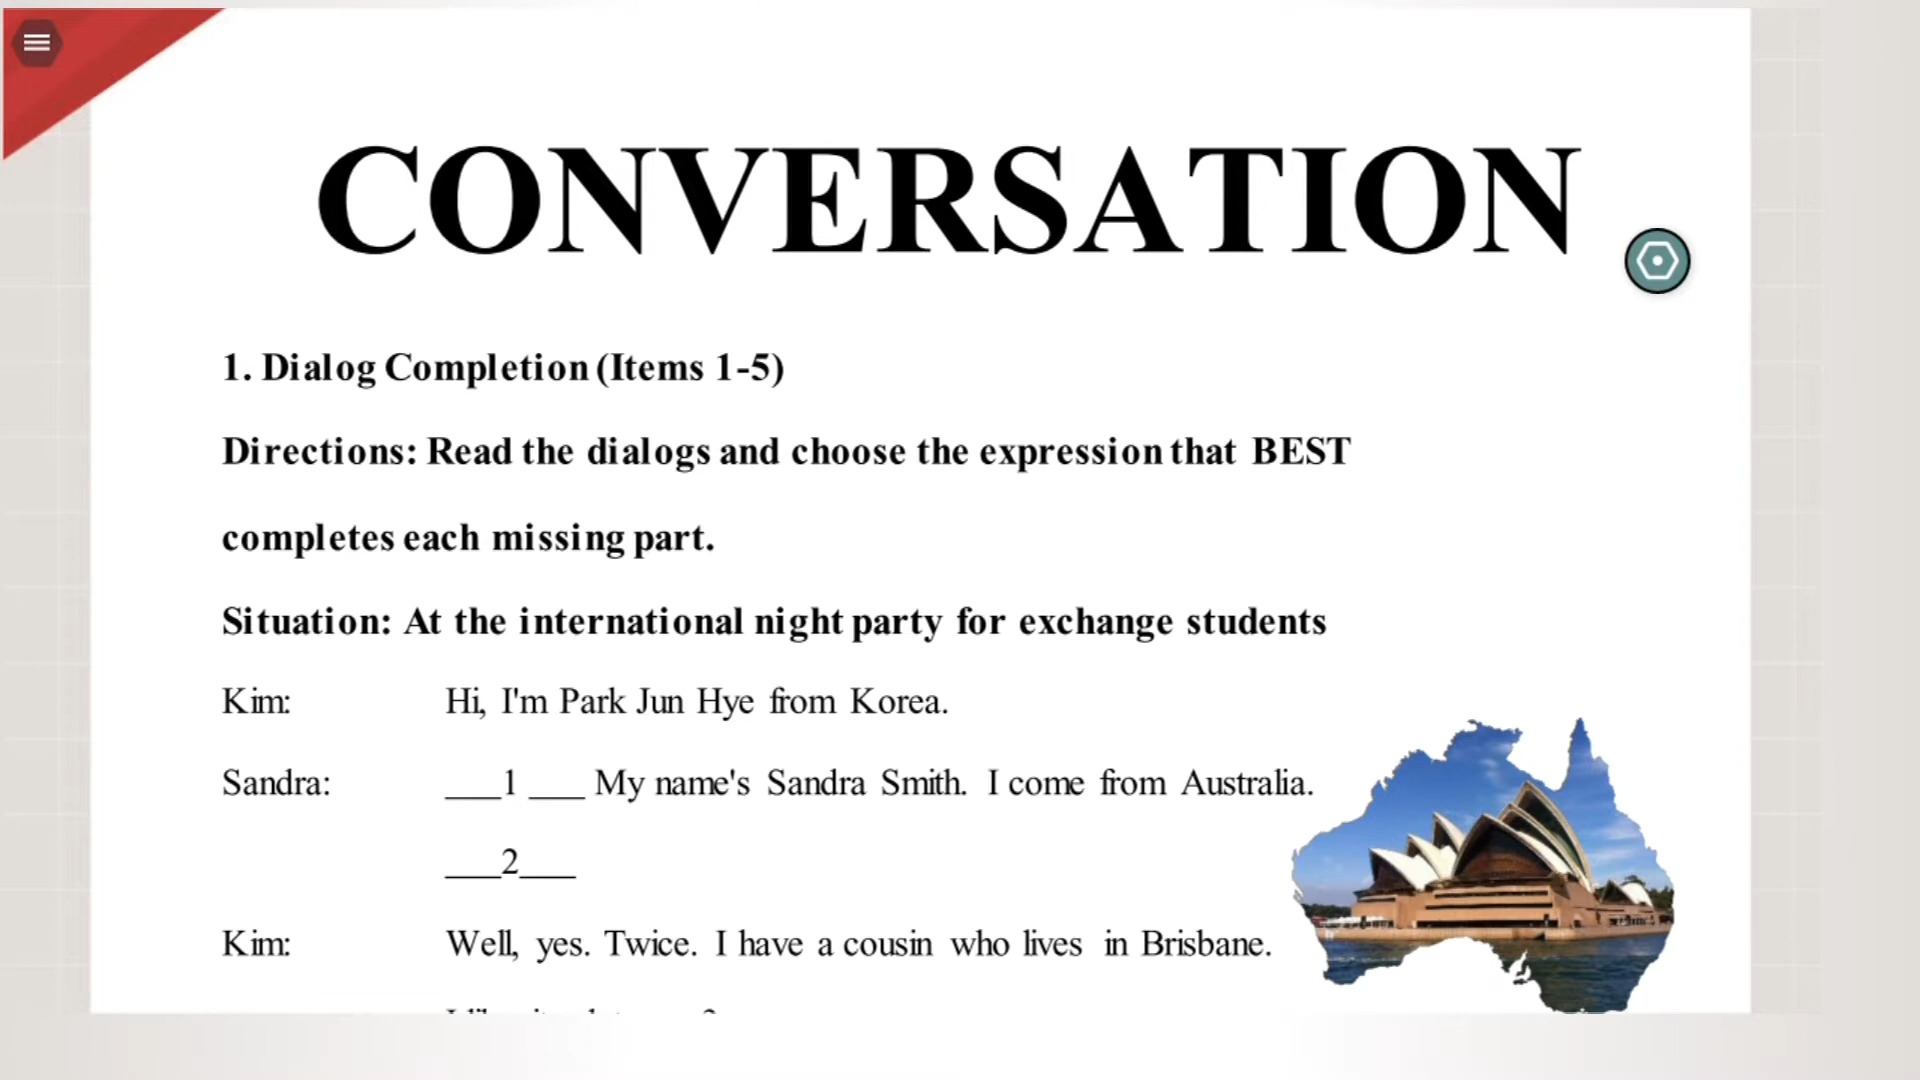 CONVERSATION
1. Dialog Completion (Items 1-5)
Directions: Read the dialogs and choose the expression that BEST
completes each missing part.
Situation: At the international night party for exchange students
Kim: Hi, I'm Park Jun Hye from Korea.
Sandra: ___1 ___ My name's Sandra Smith. I come from Australia.
___2___
Kim: Well, yes. Twice. I have a cousin who lives in Brisbane.